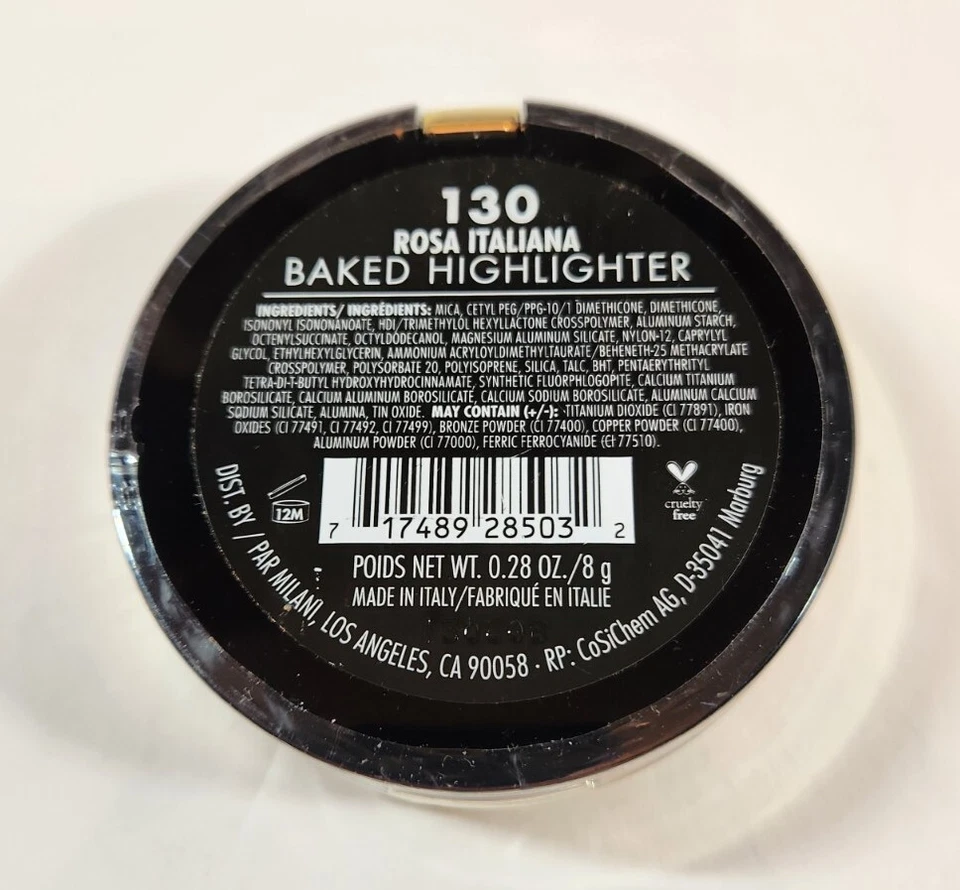 130
ROSA ITALIANA
BAKED HIGHLIGHTER
INGREDIENTS/ INGRÉDIENTS: MICA, CETYL PEG/PPG-10/1 DIMETHICONE, DIMETHICONE,
ISONONYL ISONONANOATE, HDI/TRIMETHYLOL HEXYLLACTONE CROSSPOLYMER, ALUMINUM STARCH,
OCTENYLSUCCINATE, OCTYLDODECANOL, MAGNESIUM ALUMINUM SILICATE, NYLON-12, CAPRYLYL
GLYCOL, ETHYLHEXYLGLYCERIN, AMMONIUM ACRYLOYLDIMETHYLTAURATE/BEHENETH-25 METHACRYLATE
CROSSPOLYMER, POLYSORBATE 20, POLYISOPRENE, SILICA, TALC, BHT, PENTAERYTHRITYL
TETRA-DI-T-BUTYL HYDROXYHYDROCINNAMATE, SYNTHETIC FLUORPHLOGOPITE, CALCIUM TITANIUM
BOROSILICATE, CALCIUM ALUMINUM BOROSILICATE, CALCIUM SODIUM BOROSILICATE, ALUMINUM CALCIUM
SODIUM SILICATE, ALUMINA, TIN OXIDE. MAY CONTAIN (+/-): TITANIUM DIOXIDE (CI 77891), IRON
OXIDES (CI 77491, CI 77492, CI 77499), BRONZE POWDER (CI 77400), COPPER POWDER (CI 77400),
ALUMINUM POWDER (CI 77000), FERRIC FERROCYANIDE (CI 77510).
12M
7 17489 28503 2
cruelty
free
POIDS NET WT. 0.28 OZ./8 g
MADE IN ITALY/FABRIQUÉ EN ITALIE
DIST. BY / PAR MILANI, LOS ANGELES, CA 90058 · RP: CoSiChem AG, D-35041 Marburg